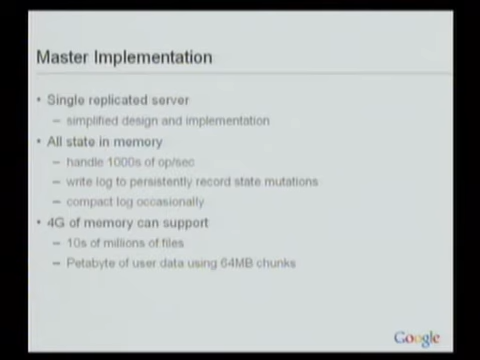 Master Implementation
• Single replicated server
– simplified design and implementation
• All state in memory
– handle 1000s of op/sec
– write log to persistently record state mutations
– compact log occasionally
• 4G of memory can support
– 10s of millions of files
– Petabyte of user data using 64MB chunks
Google